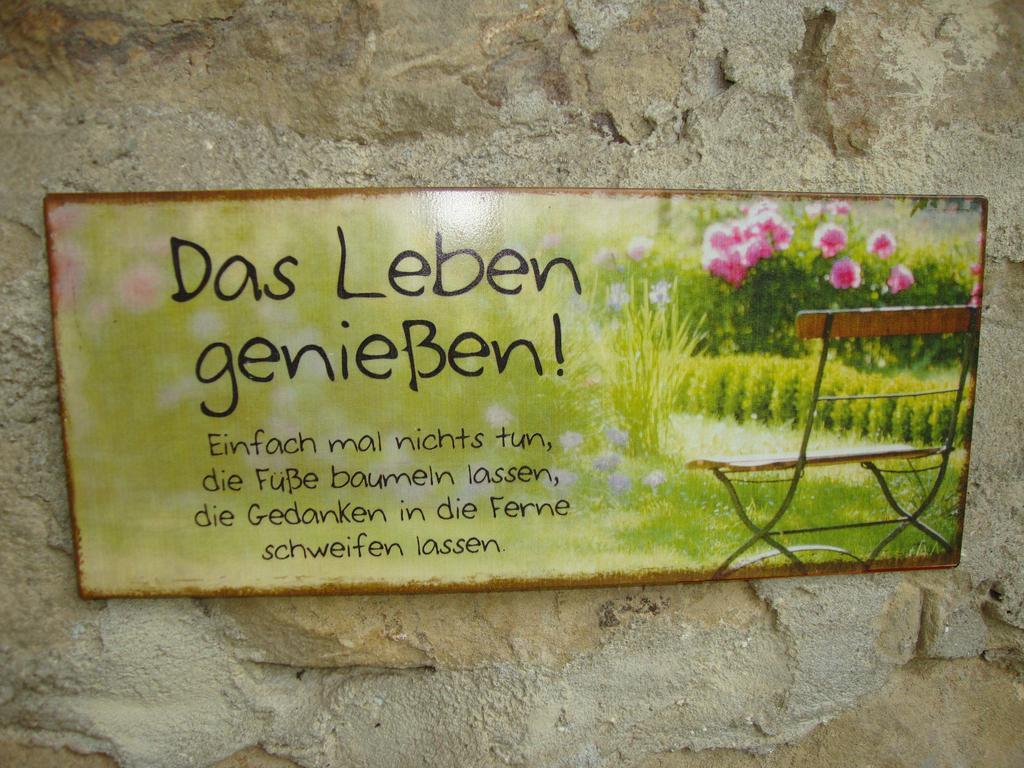 Das Leben
genießen!
Einfach mal nichts tun,
die Füße baumeln lassen,
die Gedanken in die Ferne
schweifen lassen.